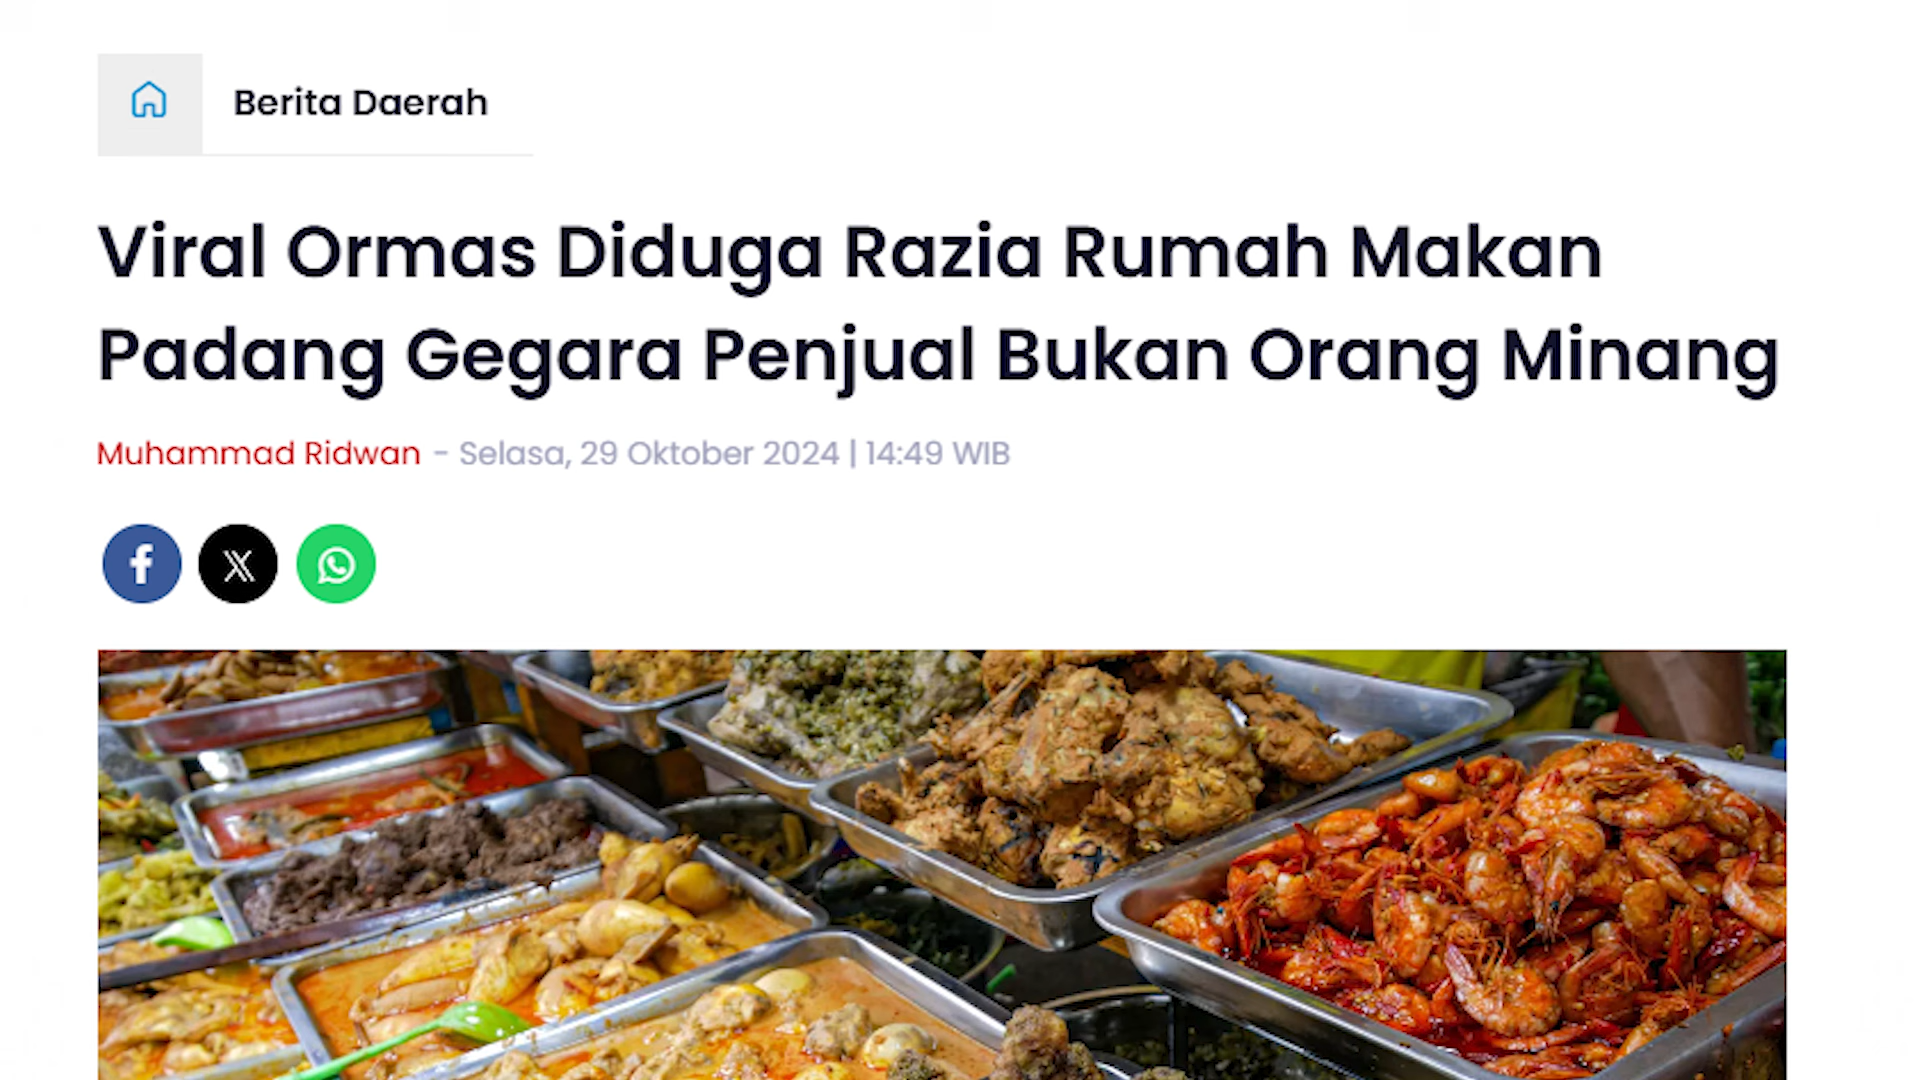 Berita Daerah
Viral Ormas Diduga Razia Rumah Makan
Padang Gegara Penjual Bukan Orang Minang
Muhammad Ridwan - Selasa, 29 Oktober 2024 | 14:49 WIB